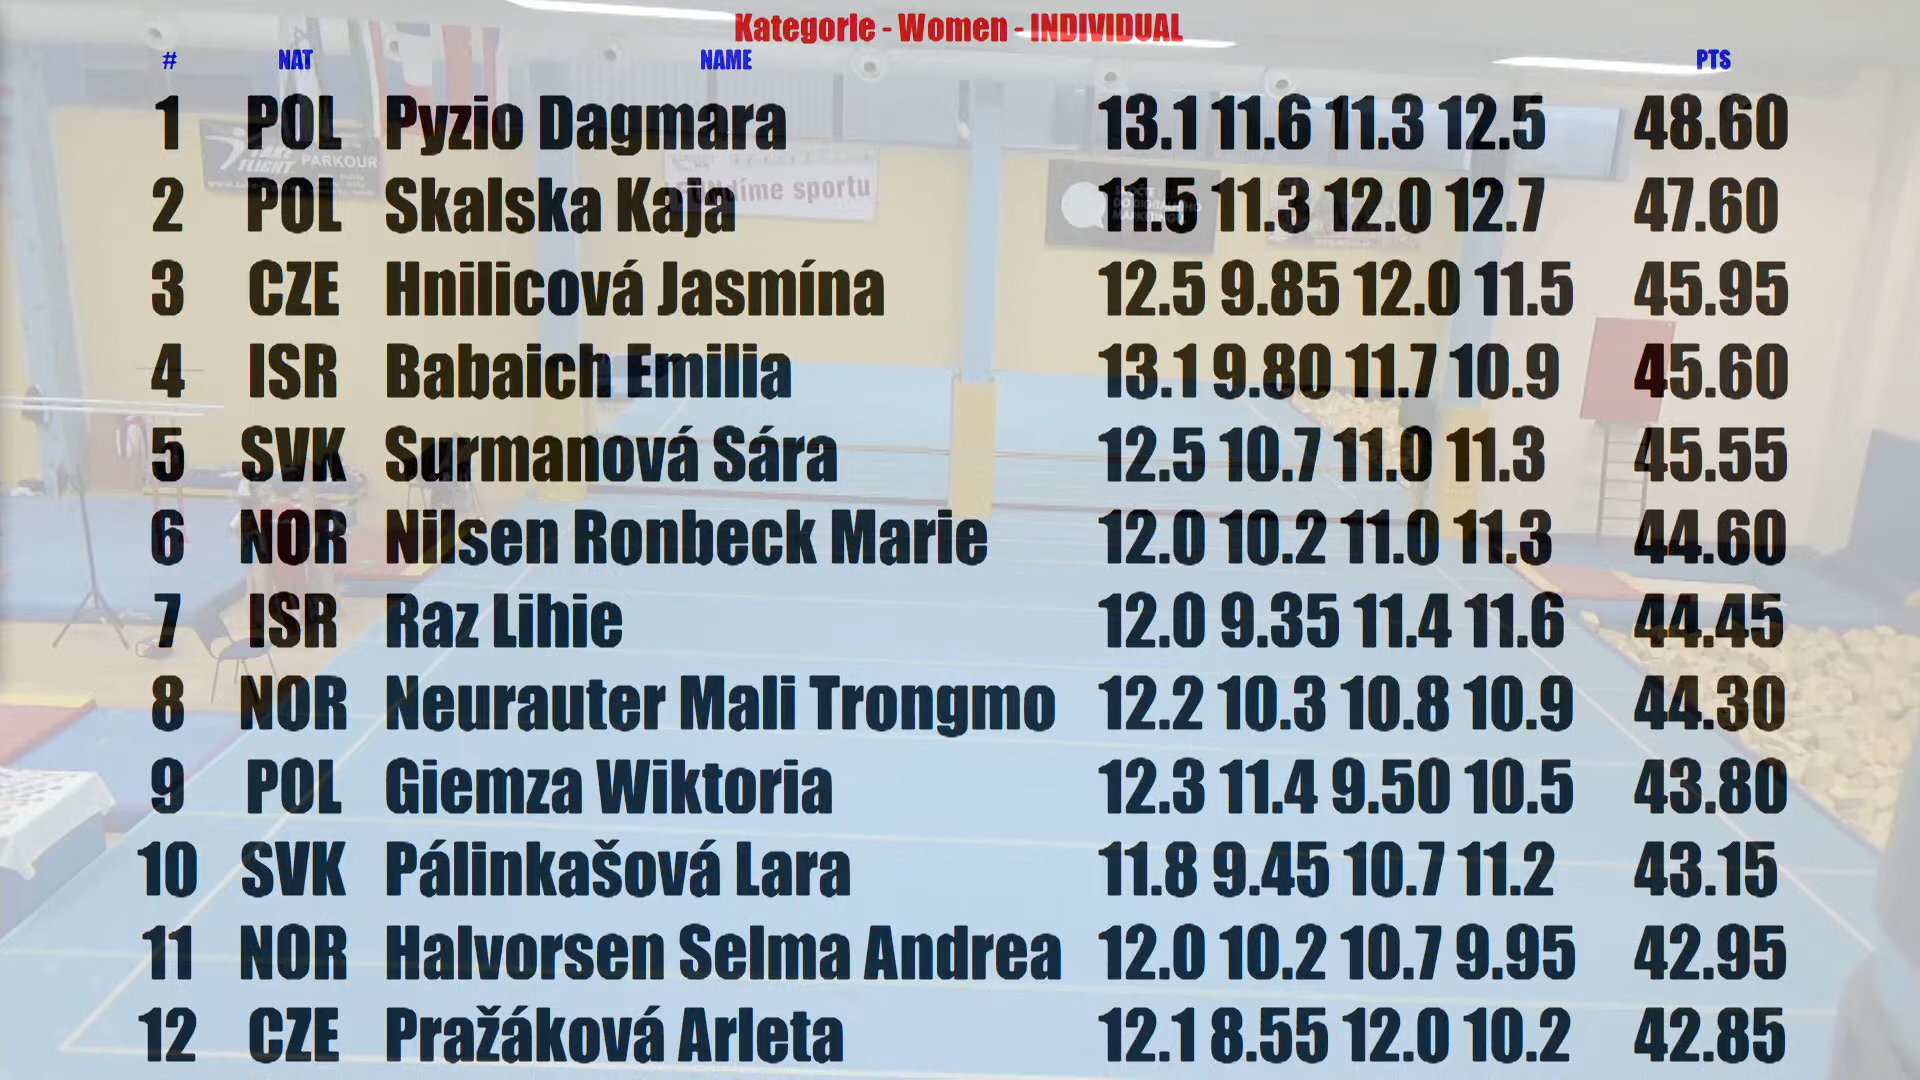 Kategorie - Women - INDIVIDUAL
# NAT NAME PTS
1 POL Pyzio Dagmara 13.1 11.6 11.3 12.5 48.60
2 POL Skalska Kaja 11.5 11.3 12.0 12.7 47.60
3 CZE Hnilicová Jasmína 12.5 9.85 12.0 11.5 45.95
4 ISR Babaich Emilia 13.1 9.80 11.7 10.9 45.60
5 SVK Surmanová Sára 12.5 10.7 11.0 11.3 45.55
6 NOR Nilsen Ronbeck Marie 12.0 10.2 11.0 11.3 44.60
7 ISR Raz Lihie 12.0 9.35 11.4 11.6 44.45
8 NOR Neurauter Mali Trongmo 12.2 10.3 10.8 10.9 44.30
9 POL Giemza Wiktoria 12.3 11.4 9.50 10.5 43.80
10 SVK Pálinkašová Lara 11.8 9.45 10.7 11.2 43.15
11 NOR Halvorsen Selma Andrea 12.0 10.2 10.7 9.95 42.95
12 CZE Pražáková Arleta 12.1 8.55 12.0 10.2 42.85
FLIGHT PARKOUR
díme sportu